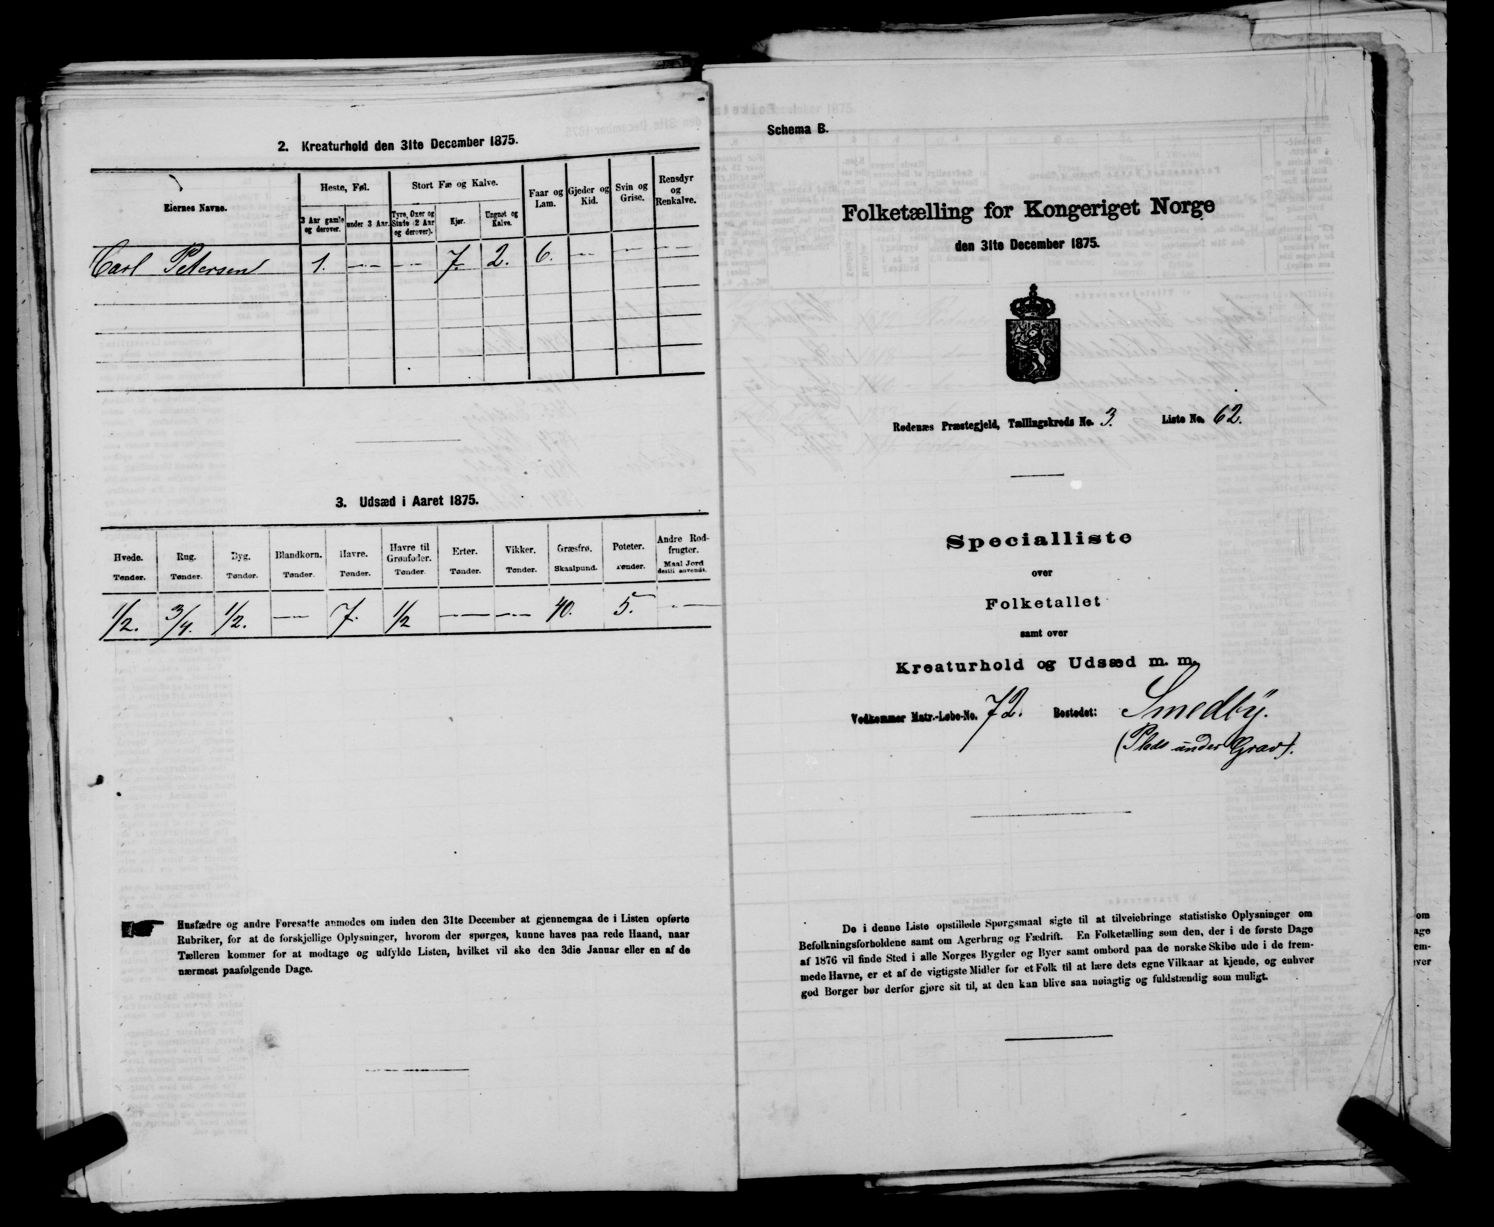 2. Kreaturhold den 31te December 1875.
Eiernes Navne.
Heste, Føl.
Stort Fæ og Kalve.
Faar og Lam.
Gjeder og Kid.
Svin og Grise.
Rensdyr og Renkalve.
3 Aar gamle og derover.
under 3 Aar.
Tyre, Oxer og Stude (2 Aar og derover).
Kjør.
Ungnøt og Kalve.
Carl Petersen 1. — — 7. 2. 6. — — —
3. Udsæd i Aaret 1875.
Hvede. Rug. Byg. Blandkorn. Havre. Havre til Grønfoder. Erter. Vikker. Græsfrø. Poteter. Andre Rodfrugter.
Tønder. Tønder. Tønder. Tønder. Tønder. Tønder. Tønder. Tønder. Skaalpund. Tønder. Maal Jord dertil anvendt.
1/2. 3/4. 1/2. — 7. 1/2 — — 40. 5. —
Husfædre og andre Foresatte anmodes om inden den 31te December at gjennemgaa de i Listen opførte
Rubriker, for at de forskjellige Oplysninger, hvorom der spørges, kunne haves paa rede Haand, naar
Tælleren kommer for at modtage og udfylde Listen, hvilket vil ske den 3die Januar eller en af de
nærmest paafølgende Dage.
Schema B.
Folketælling for Kongeriget Norge
den 31te December 1875.
Rødenæs Præstegjeld, Tællingskreds No. 3. Liste No. 62.
Specialliste
over
Folketallet
samt over
Kreaturhold og Udsæd m. m.
Vedkommer Matr.-Løbe-No. 72. Bostedet: Smedbÿ.
(Plads under Grav).
De i denne Liste opstillede Spørgsmaal sigte til at tilveiebringe statistiske Oplysninger om
Befolkningsforholdene samt om Agerbrug og Fædrift. En Folketælling som den, der i de første Dage
af 1876 vil finde Sted i alle Norges Bygder og Byer samt ombord paa de norske Skibe ude i de frem-
mede Havne, er et af de vigtigste Midler for et Folk til at lære dets egne Vilkaar at kjende, og enhver
god Borger bør derfor gjøre sit til, at den kan blive saa nøiagtig og fuldstændig som muligt.